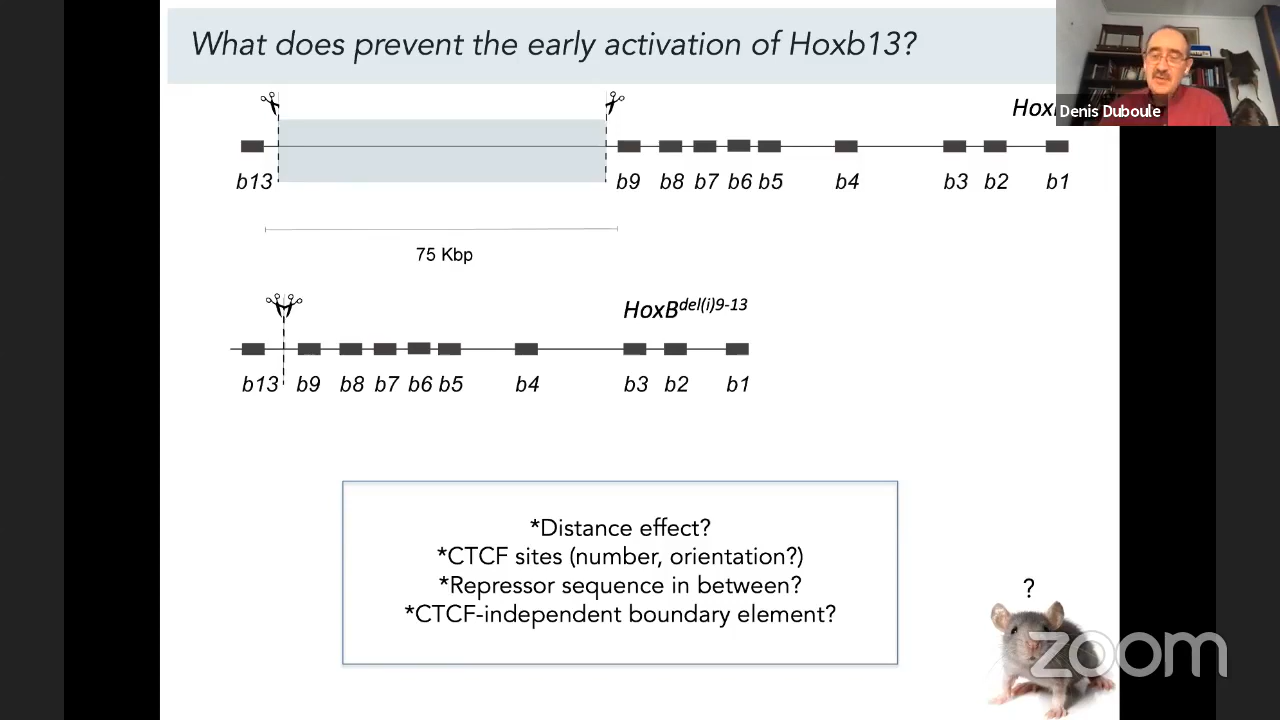 What does prevent the early activation of Hoxb13?
Denis Duboule
b13 b9 b8 b7 b6 b5 b4 b3 b2 b1
75 Kbp
HoxBdel(i)9-13
b13 b9 b8 b7 b6 b5 b4 b3 b2 b1
*Distance effect?
*CTCF sites (number, orientation?)
*Repressor sequence in between?
*CTCF-independent boundary element?
?
zoom